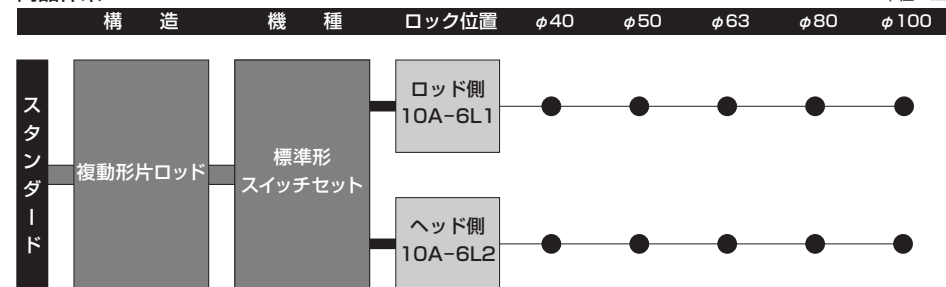 構造 機種 ロック位置 φ40 φ50 φ63 φ80 φ100
スタンダード
複動形片ロッド
標準形
スイッチセット
ロッド側
10A-6L1
ヘッド側
10A-6L2